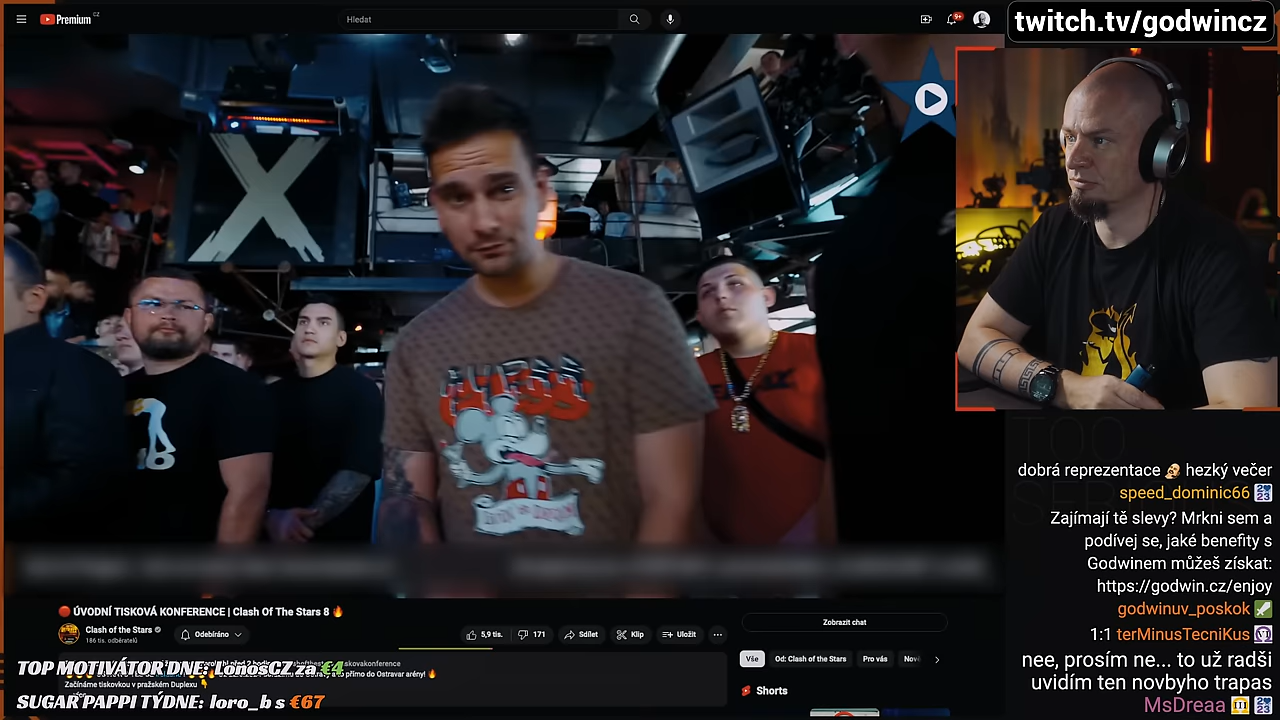 Premium CZ
Hledat
9+
twitch.tv/godwincz
X
dobrá reprezentace hezký večer
speed_dominic66
Zajímají tě slevy? Mrkni sem a
podívej se, jaké benefity s
Godwinem můžeš získat:
https://godwin.cz/enjoy
godwinuv_poskok
1:1 terMinusTecniKus
nee, prosím ne... to už radši
uvidím ten novbyho trapas
MsDreaa
ÚVODNÍ TISKOVÁ KONFERENCE | Clash Of The Stars 8
Clash of the Stars
186 tis. odběratelů
Odebíráno
5,9 tis.
171
Sdílet
Klip
Uložit
Zobrazit chat
Vše
Od: Clash of the Stars
Pro vás
Shorts
TOP MOTIVÁTOR DNE: LemosCZ za €4
Začínáme tiskovku v pražském Duplexu
SUGAR PAPPI TÝDNE: loro_b s €67